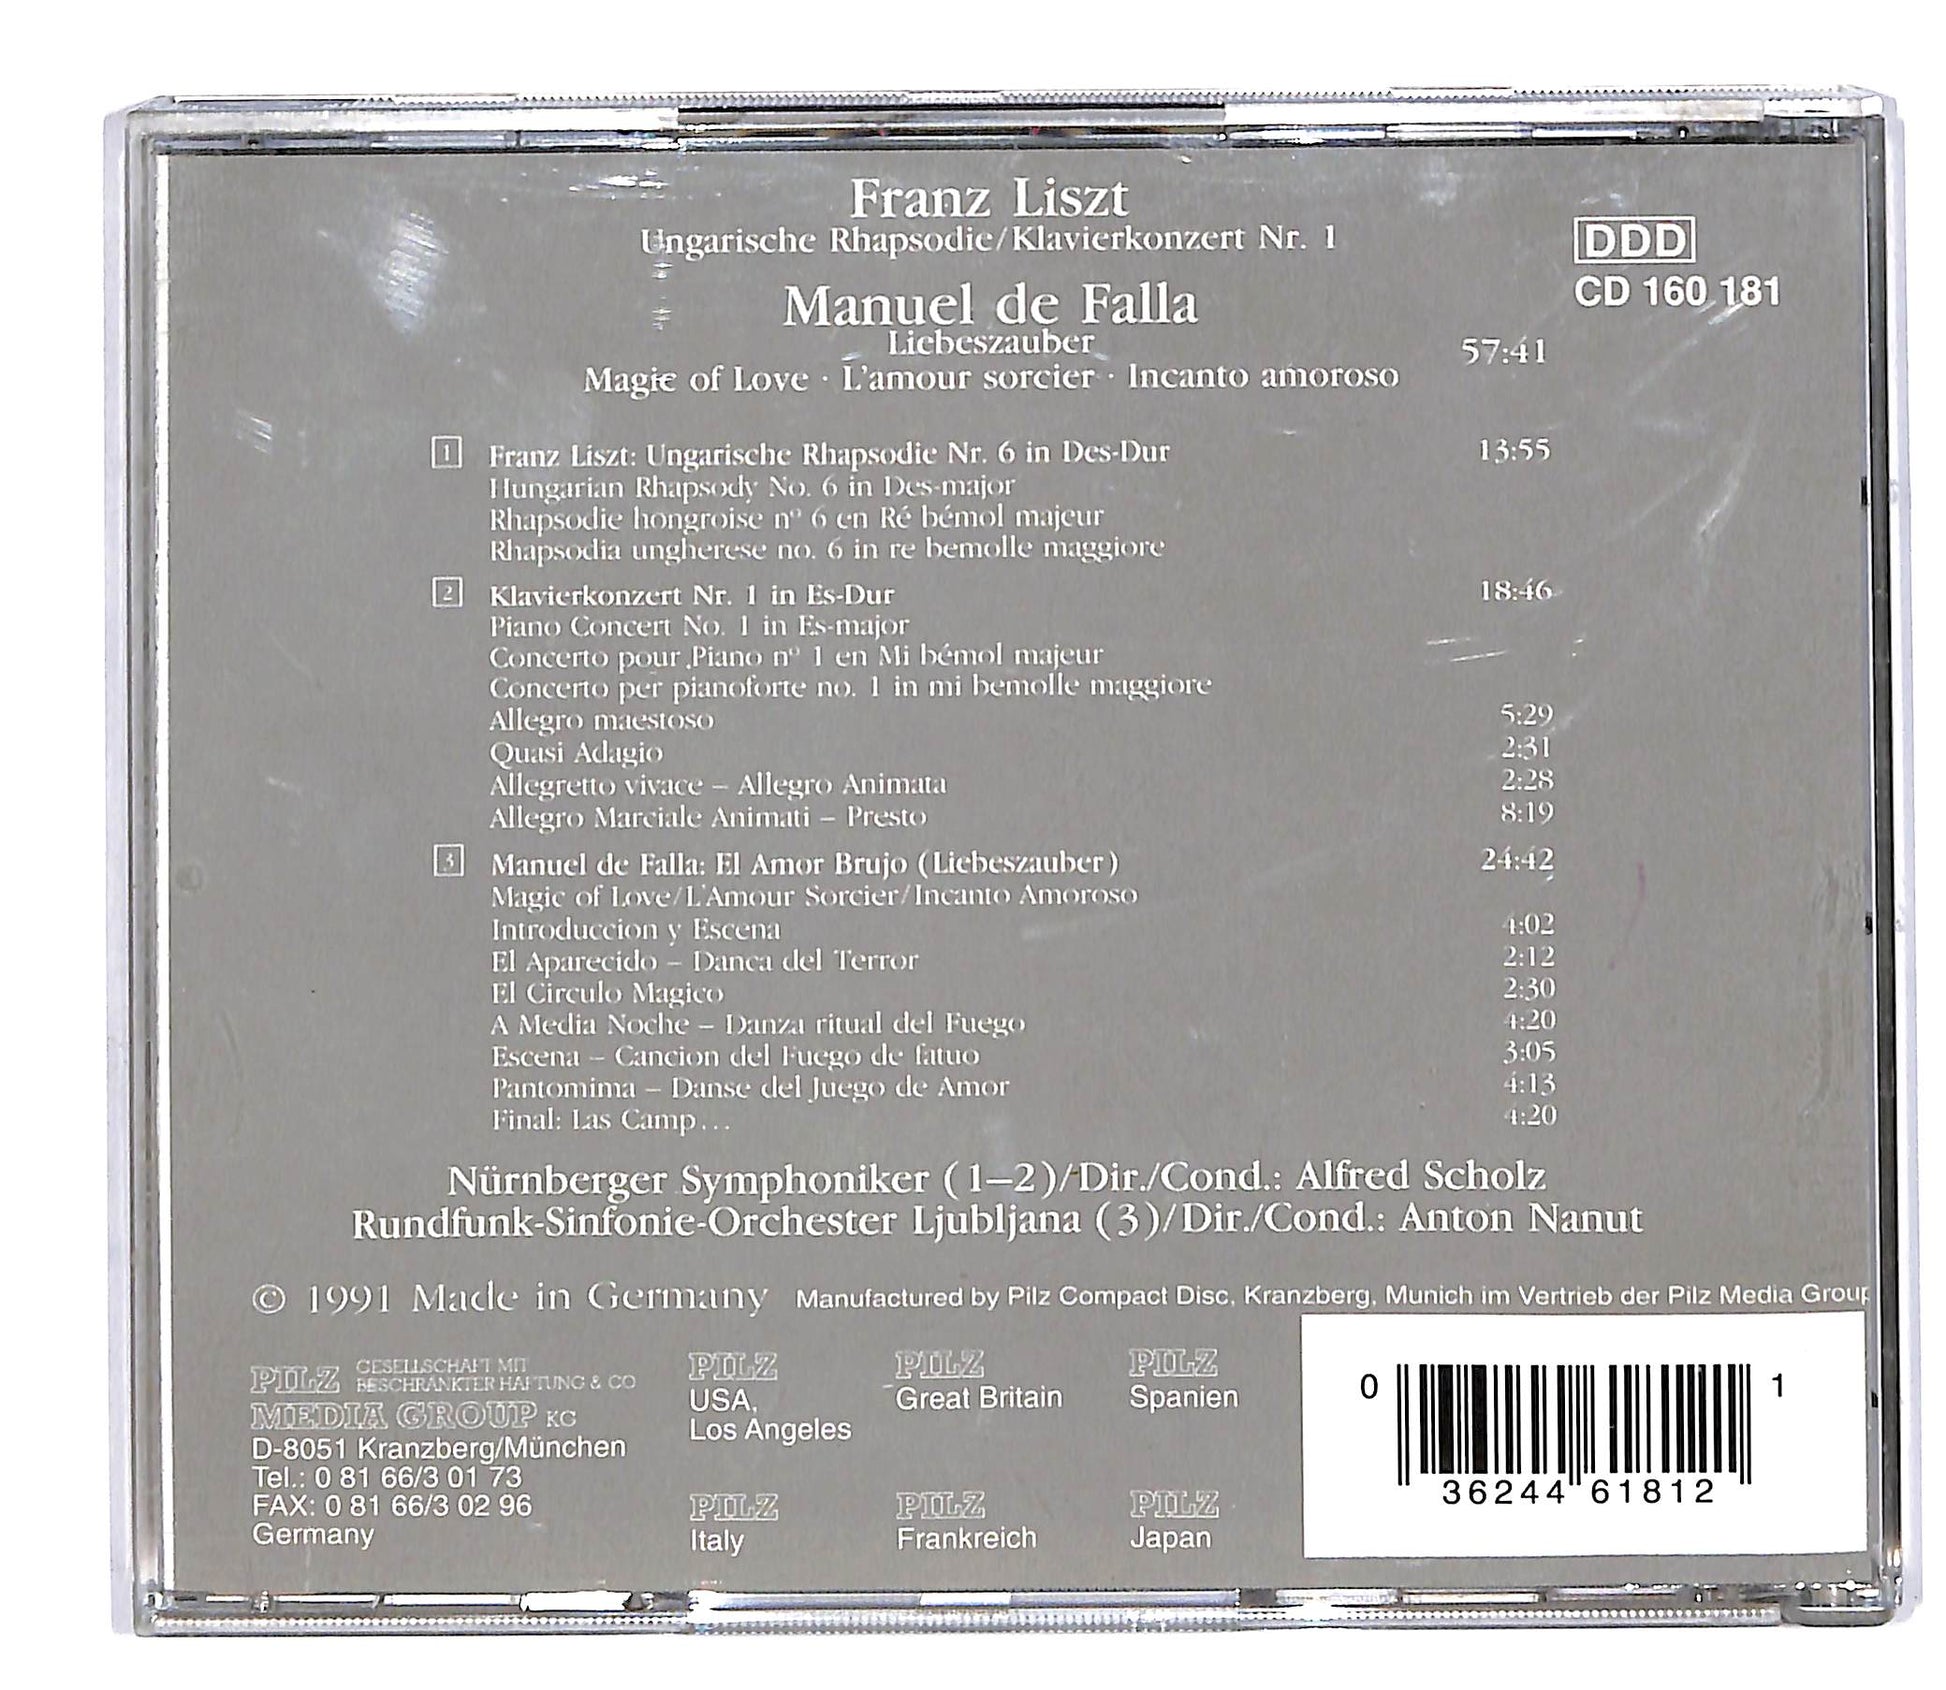 Franz Liszt
Ungarische Rhapsodie/Klavierkonzert Nr. 1
DDD
CD 160 181
Manuel de Falla
Liebeszauber
57:41
Magic of Love · L'amour sorcier · Incanto amoroso
1 Franz Liszt: Ungarische Rhapsodie Nr. 6 in Des-Dur 13:55
Hungarian Rhapsody No. 6 in Des-major
Rhapsodie hongroise nº 6 en Ré bémol majeur
Rhapsodia ungherese no. 6 in re bemolle maggiore
2 Klavierkonzert Nr. 1 in Es-Dur 18:46
Piano Concert No. 1 in Es-major
Concerto pour Piano nº 1 en Mi bémol majeur
Concerto per pianoforte no. 1 in mi bemolle maggiore
Allegro maestoso 5:29
Quasi Adagio 2:31
Allegretto vivace – Allegro Animata 2:28
Allegro Marciale Animati – Presto 8:19
3 Manuel de Falla: El Amor Brujo (Liebeszauber) 24:42
Magic of Love/L'Amour Sorcier/Incanto Amoroso
Introduccion y Escena 4:02
El Aparecido – Danca del Terror 2:12
El Circulo Magico 2:30
A Media Noche – Danza ritual del Fuego 4:20
Escena – Cancion del Fuego de fatuo 3:05
Pantomima – Danse del Juego de Amor 4:13
Final: Las Camp... 4:20
Nürnberger Symphoniker (1–2)/Dir./Cond.: Alfred Scholz
Rundfunk-Sinfonie-Orchester Ljubljana (3)/Dir./Cond.: Anton Nanut
© 1991 Made in Germany Manufactured by Pilz Compact Disc, Kranzberg, Munich im Vertrieb der Pilz Media Group
PILZ GESELLSCHAFT MIT
BESCHRÄNKTER HAFTUNG & CO
MEDIA GROUP KG
D-8051 Kranzberg/München
Tel.: 0 81 66/3 01 73
FAX: 0 81 66/3 02 96
Germany
PILZ
USA,
Los Angeles
PILZ
Great Britain
PILZ
Spanien
PILZ
Italy
PILZ
Frankreich
PILZ
Japan
0 36244 61812 1